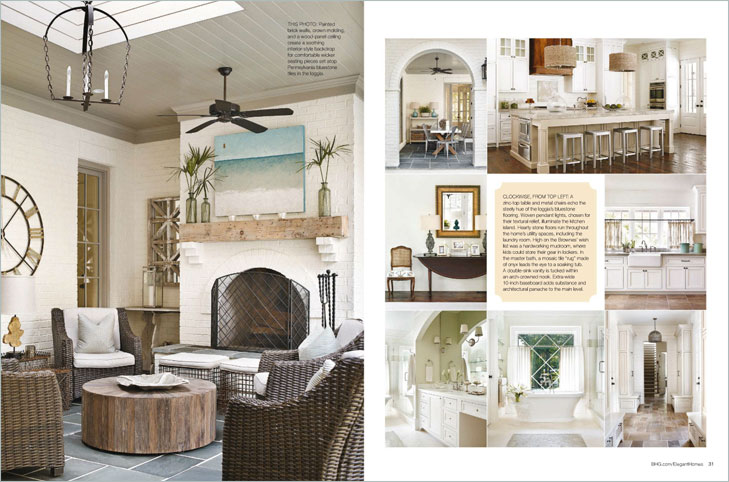 THIS PHOTO: Painted
brick walls, crown molding,
and a wood-panel ceiling
create a soothing
interior-style backdrop
for comfortable wicker
seating pieces set atop
Pennsylvania bluestone
tiles in the loggia.
CLOCKWISE, FROM TOP LEFT: A
zinc-top table and metal chairs echo the
steely hue of the loggia's bluestone
flooring. Woven pendant lights, chosen for
their textural relief, illuminate the kitchen
island. Hearty stone floors run throughout
the home's utility spaces, including the
laundry room. High on the Brownes' wish
list was a hardworking mudroom, where
kids could store their gear in lockers. In
the master bath, a mosaic tile "rug" made
of onyx leads the eye to a soaking tub.
A double-sink vanity is tucked within
an arch-crowned nook. Extra-wide
10-inch baseboard adds substance and
architectural panache to the main level.
BHG.com/ElegantHomes 31